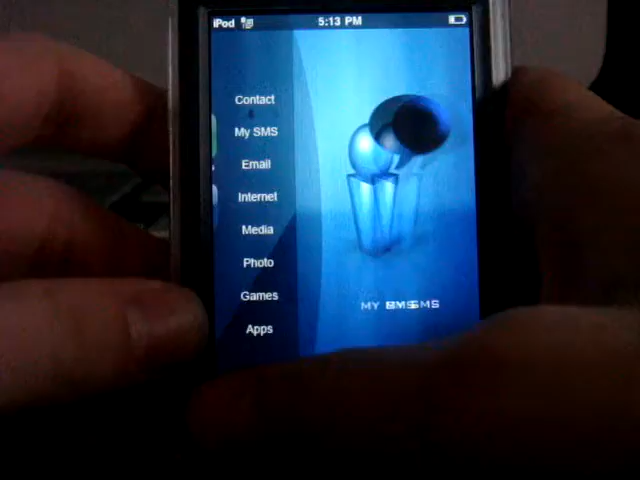 iPod 5:13 PM
Contact
My SMS
Email
Internet
Media
Photo
Games
Apps
MY SMS